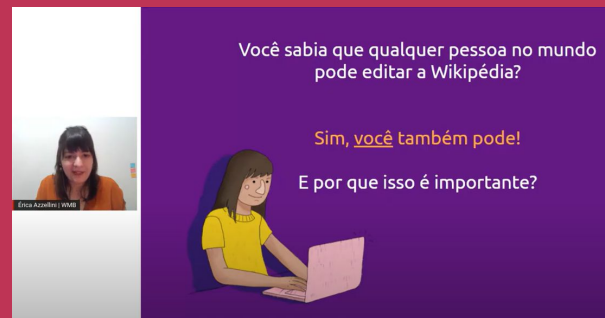 Você sabia que qualquer pessoa no mundo
pode editar a Wikipédia?
Sim, você também pode!
E por que isso é importante?
Érica Azzellini | WMB